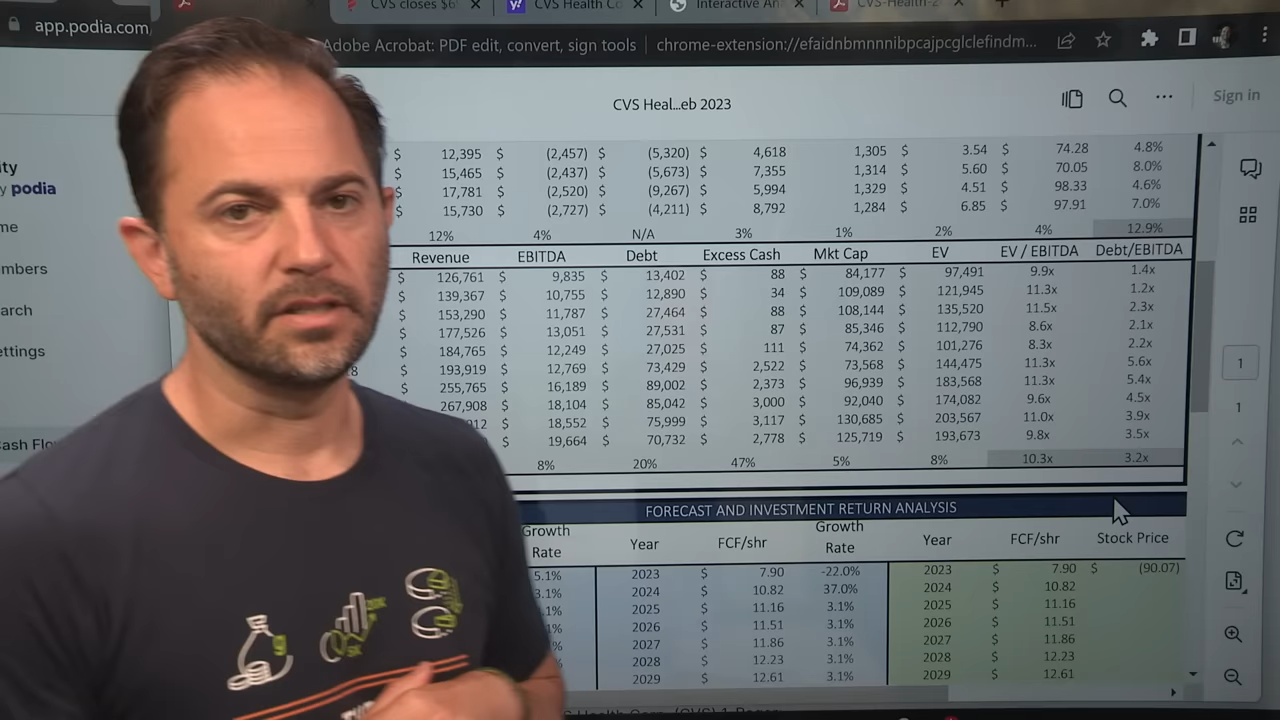 CVS closes $6
CVS Health Co
Interactive An
CVS-Health-2
app.podia.com
Adobe Acrobat: PDF edit, convert, sign tools | chrome-extension://efaidnbmnnnibpcajpcglclefindm...
CVS Heal...eb 2023
Sign in
$ 12,395 $ (2,457) $ (5,320) $ 4,618 1,305 $ 3.54 $ 74.28 4.8%
$ 15,465 $ (2,437) $ (5,673) $ 7,355 1,314 $ 5.60 $ 70.05 8.0%
$ 17,781 $ (2,520) $ (9,267) $ 5,994 1,329 $ 4.51 $ 98.33 4.6%
$ 15,730 $ (2,727) $ (4,211) $ 8,792 1,284 $ 6.85 $ 97.91 7.0%
12% 4% N/A 3% 1% 2% 4% 12.9%
Revenue EBITDA Debt Excess Cash Mkt Cap EV EV / EBITDA Debt/EBITDA
$ 126,761 $ 9,835 $ 13,402 $ 88 $ 84,177 $ 97,491 9.9x 1.4x
$ 139,367 $ 10,755 $ 12,890 $ 34 $ 109,089 $ 121,945 11.3x 1.2x
$ 153,290 $ 11,787 $ 27,464 $ 88 $ 108,144 $ 135,520 11.5x 2.3x
$ 177,526 $ 13,051 $ 27,531 $ 87 $ 85,346 $ 112,790 8.6x 2.1x
$ 184,765 $ 12,249 $ 27,025 $ 111 $ 74,362 $ 101,276 8.3x 2.2x
8 $ 193,919 $ 12,769 $ 73,429 $ 2,522 $ 73,568 $ 144,475 11.3x 5.6x
$ 255,765 $ 16,189 $ 89,002 $ 2,373 $ 96,939 $ 183,568 11.3x 5.4x
267,908 $ 18,104 $ 85,042 $ 3,000 $ 92,040 $ 174,082 9.6x 4.5x
912 $ 18,552 $ 75,999 $ 3,117 $ 130,685 $ 203,567 11.0x 3.9x
$ 19,664 $ 70,732 $ 2,778 $ 125,719 $ 193,673 9.8x 3.5x
8% 20% 47% 5% 8% 10.3x 3.2x
FORECAST AND INVESTMENT RETURN ANALYSIS
Growth Rate Year FCF/shr Growth Rate Year FCF/shr Stock Price
5.1% 2023 $ 7.90 -22.0% 2023 $ 7.90 $ (90.07)
3.1% 2024 $ 10.82 37.0% 2024 $ 10.82
.1% 2025 $ 11.16 3.1% 2025 $ 11.16
1% 2026 $ 11.51 3.1% 2026 $ 11.51
% 2027 $ 11.86 3.1% 2027 $ 11.86
2028 $ 12.23 3.1% 2028 $ 12.23
2029 $ 12.61 3.1% 2029 $ 12.61
ity
y podia
me
mbers
arch
ettings
ash Flo
1
1